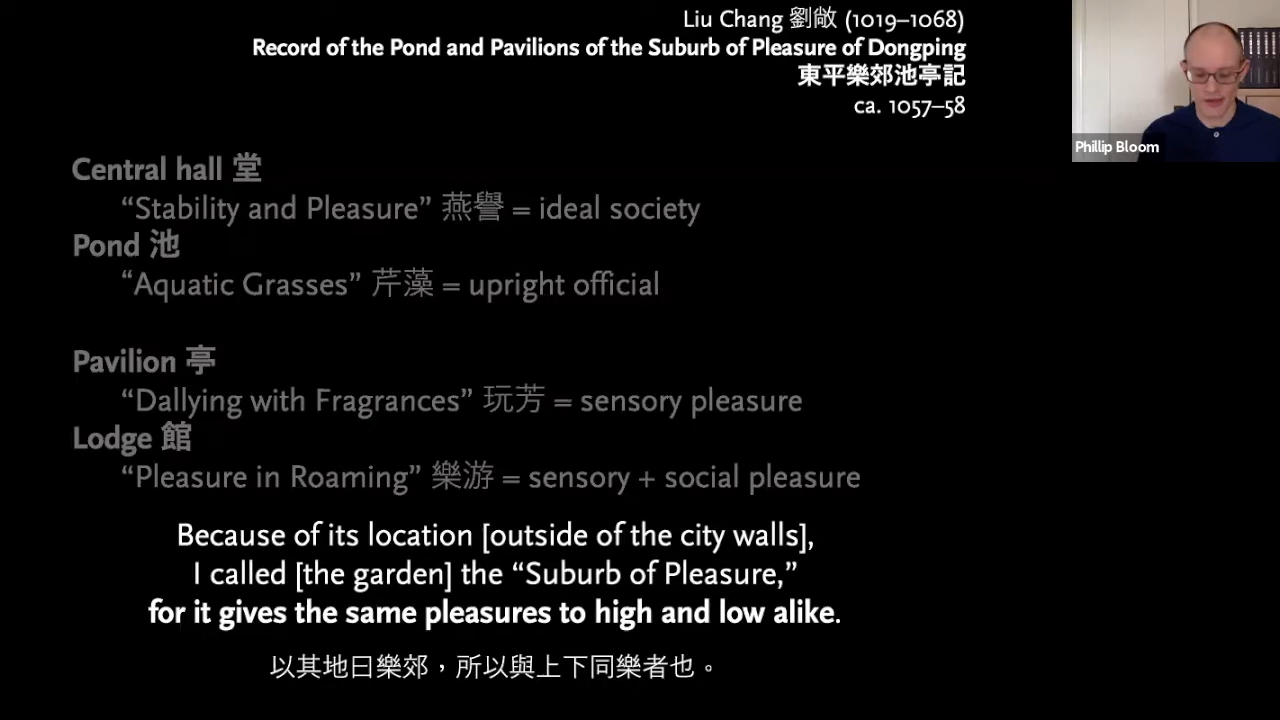 Liu Chang 劉敞 (1019–1068)
Record of the Pond and Pavilions of the Suburb of Pleasure of Dongping
東平樂郊池亭記
ca. 1057–58
Phillip Bloom
Central hall 堂
“Stability and Pleasure” 燕譽 = ideal society
Pond 池
“Aquatic Grasses” 芹藻 = upright official
Pavilion 亭
“Dallying with Fragrances” 玩芳 = sensory pleasure
Lodge 館
“Pleasure in Roaming” 樂游 = sensory + social pleasure
Because of its location [outside of the city walls],
I called [the garden] the “Suburb of Pleasure,”
for it gives the same pleasures to high and low alike.
以其地曰樂郊，所以與上下同樂者也。